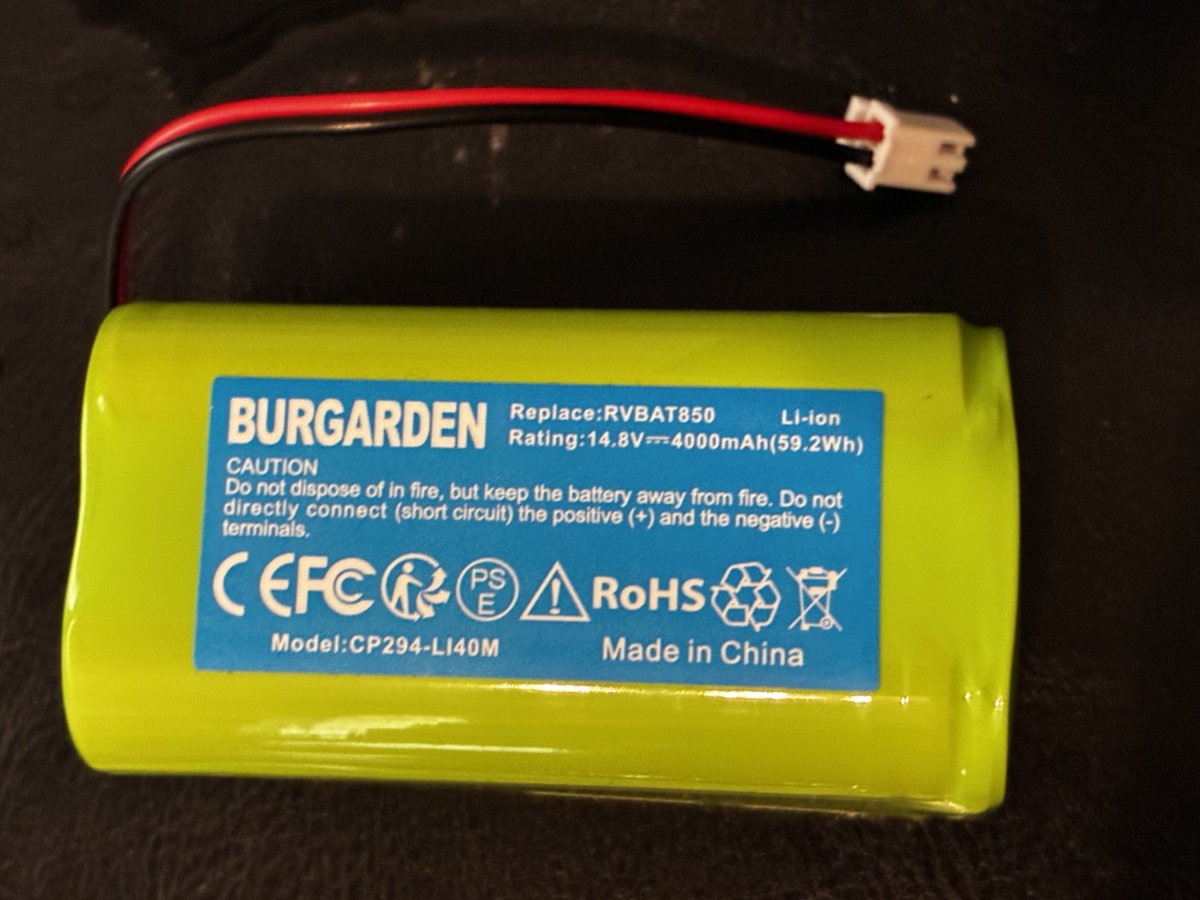 BURGARDEN
Replace:RVBAT850 Li-ion
Rating:14.8V⎓4000mAh(59.2Wh)
CAUTION
Do not dispose of in fire, but keep the battery away from fire. Do not
directly connect (short circuit) the positive (+) and the negative (-)
terminals.
CE FC PS E RoHS
Model:CP294-LI40M Made in China